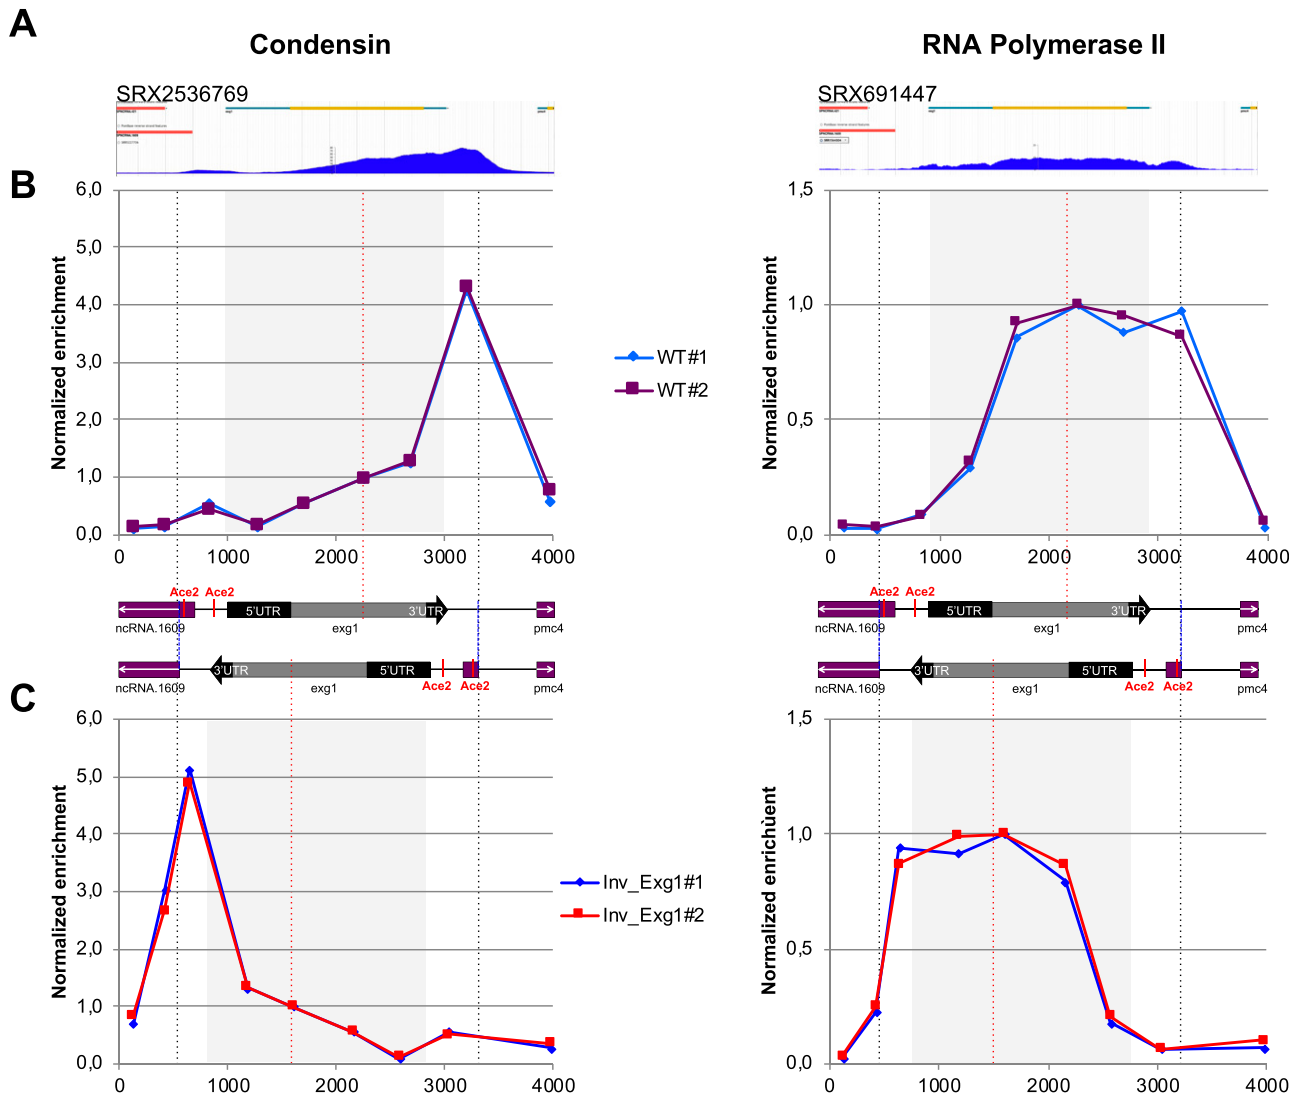 A
Condensin
RNA Polymerase II
SRX2536769
SRX691447
B
6,0
5,0
4,0
3,0
2,0
1,0
0,0
Normalized enrichment
0
1000
2000
3000
4000
WT#1
WT#2
1,5
1,0
0,5
0,0
Normalized enrichment
0
1000
2000
3000
4000
Ace2 Ace2
5'UTR 3'UTR
ncRNA.1609 exg1 pmc4
3'UTR 5'UTR
ncRNA.1609 exg1 Ace2 Ace2 pmc4
Ace2 Ace2
5'UTR 3'UTR
ncRNA.1609 exg1 pmc4
3'UTR 5'UTR
ncRNA.1609 exg1 Ace2 Ace2 pmc4
C
6,0
5,0
4,0
3,0
2,0
1,0
0,0
Normalized enrichment
0
1000
2000
3000
4000
Inv_Exg1#1
Inv_Exg1#2
1,5
1,0
0,5
0,0
Normalized enrichùent
0
1000
2000
3000
4000